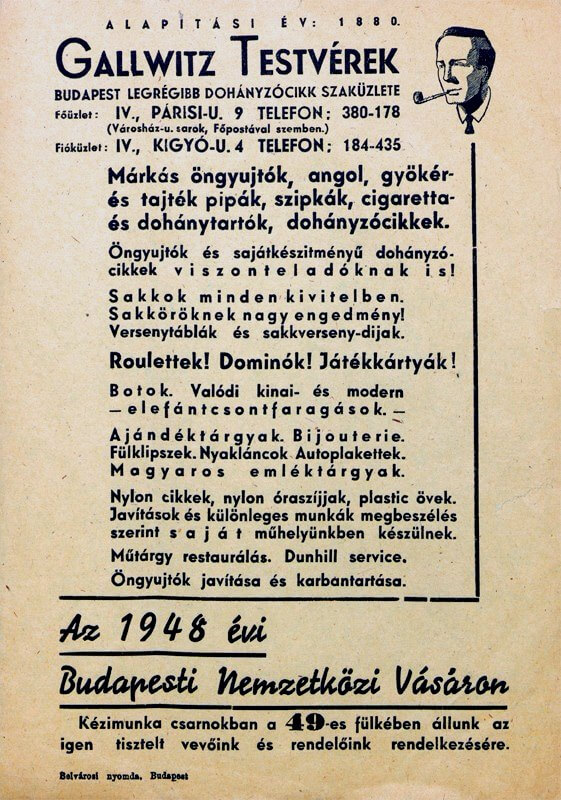 ALAPÍTÁSI ÉV: 1880.
GALLWITZ TESTVÉREK
BUDAPEST LEGRÉGIBB DOHÁNYZÓCIKK SZAKÜZLETE
Főüzlet: IV., PÁRISI-U. 9 TELEFON: 380-178
(Városház-u. sarok, Főpostával szemben.)
Fióküzlet: IV., KIGYÓ-U. 4 TELEFON: 184-435
Márkás öngyujtók, angol, gyökér-
és tajték pipák, szipkák, cigaretta-
és dohánytartók, dohányzócikkek.
Öngyujtók és sajátkészitményű dohányzó-
cikkek viszonteladóknak is!
Sakkok minden kivitelben.
Sakköröknek nagy engedmény!
Versenytáblák és sakkverseny-dijak.
Roulettek! Dominók! Játékkártyák!
Botok. Valódi kinai- és modern
— elefántcsontfaragások. —
Ajándéktárgyak. Bijouterie.
Fülklipszek. Nyakláncok Autoplakettek.
Magyaros emléktárgyak.
Nylon cikkek, nylon óraszíjjak, plastic övek.
Javítások és különleges munkák megbeszélés
szerint saját műhelyünkben készülnek.
Műtárgy restaurálás. Dunhill service.
Öngyujtók javítása és karbantartása.
Az 1948 évi
Budapesti Nemzetközi Vásáron
Kézimunka csarnokban a 49-es fülkében állunk az
igen tisztelt vevőink és rendelőink rendelkezésére.
Belvárosi nyomda, Budapest